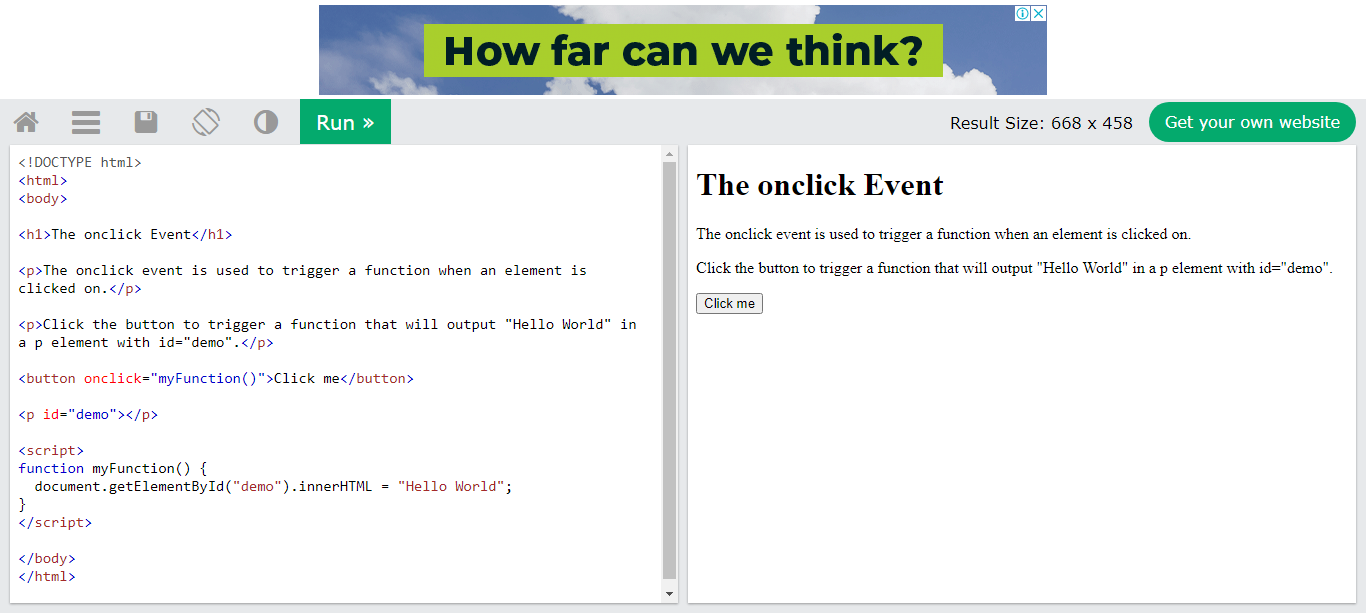 How far can we think?
Run »
Result Size: 668 x 458
Get your own website
<!DOCTYPE html>
<html>
<body>
<h1>The onclick Event</h1>
<p>The onclick event is used to trigger a function when an element is
clicked on.</p>
<p>Click the button to trigger a function that will output "Hello World" in
a p element with id="demo".</p>
<button onclick="myFunction()">Click me</button>
<p id="demo"></p>
<script>
function myFunction() {
  document.getElementById("demo").innerHTML = "Hello World";
}
</script>
</body>
</html>
The onclick Event
The onclick event is used to trigger a function when an element is clicked on.
Click the button to trigger a function that will output "Hello World" in a p element with id="demo".
Click me